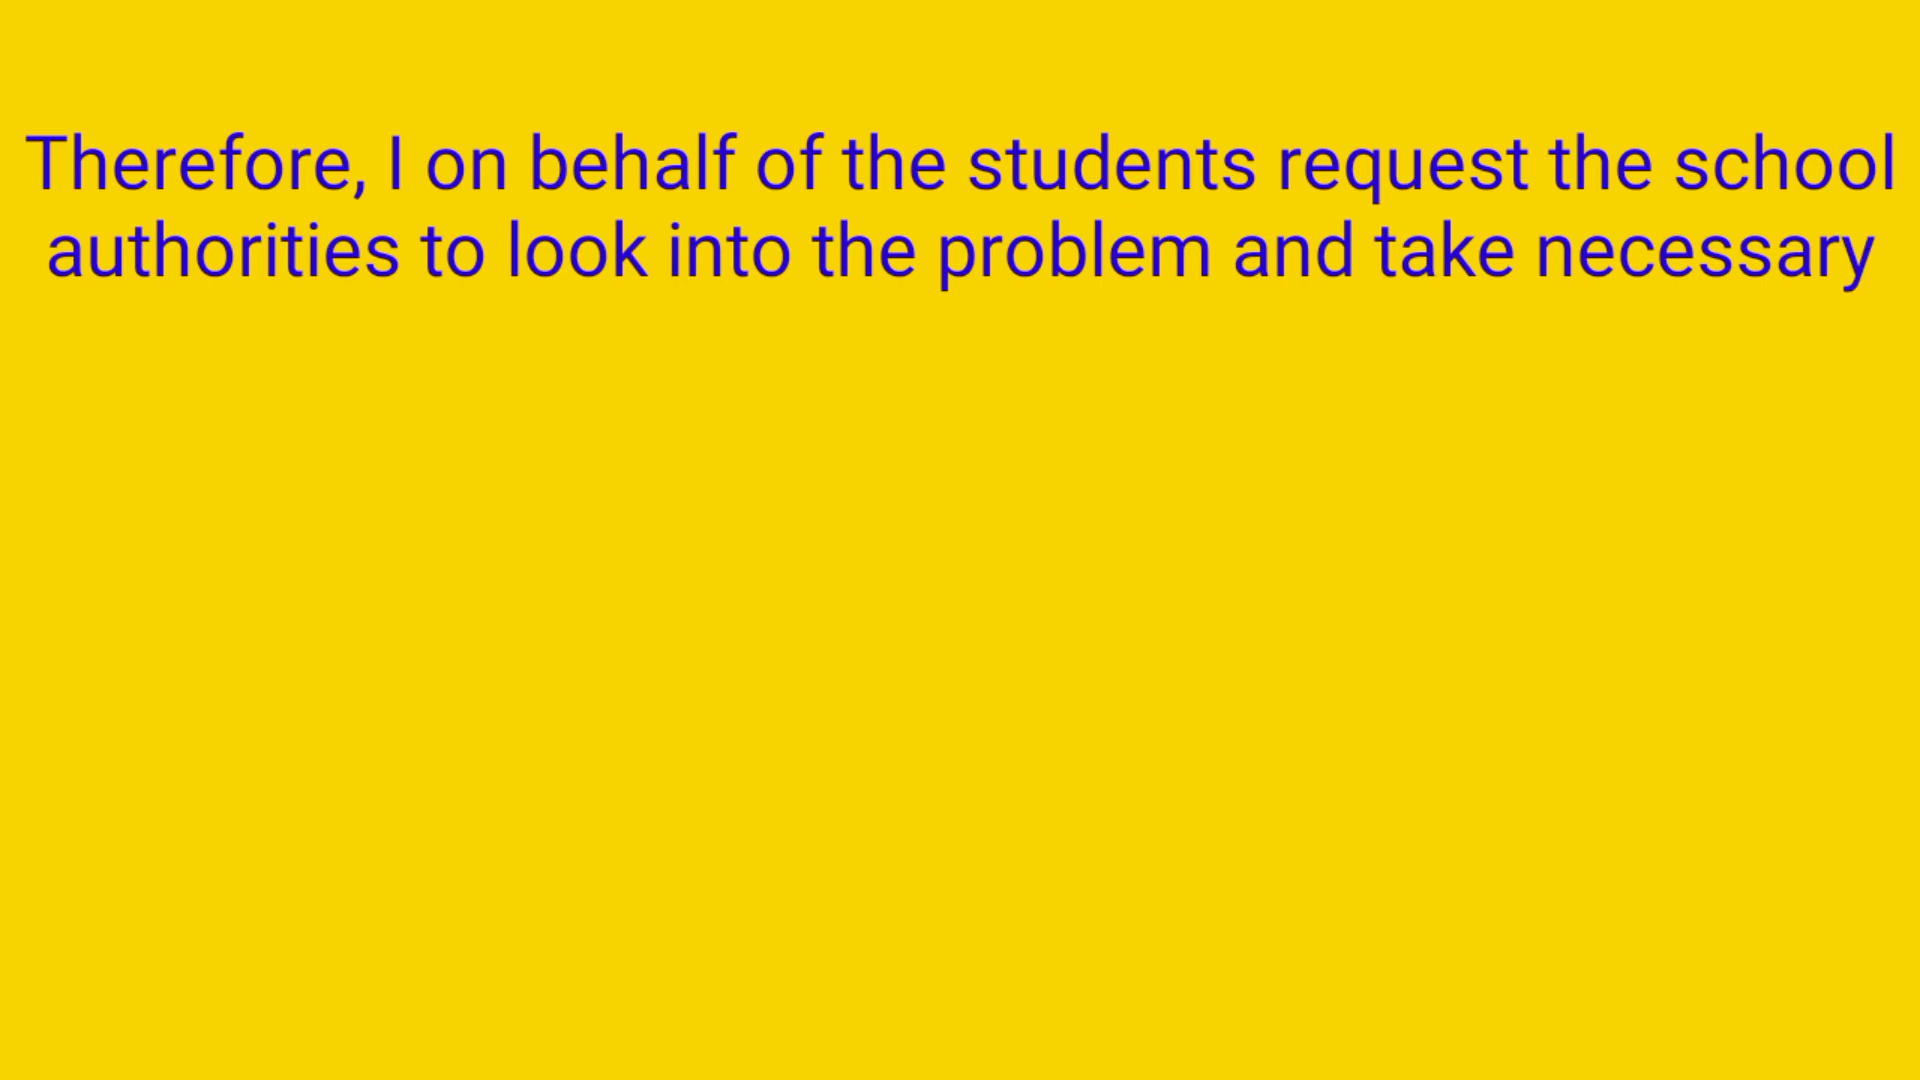 Therefore, I on behalf of the students request the school
authorities to look into the problem and take necessary